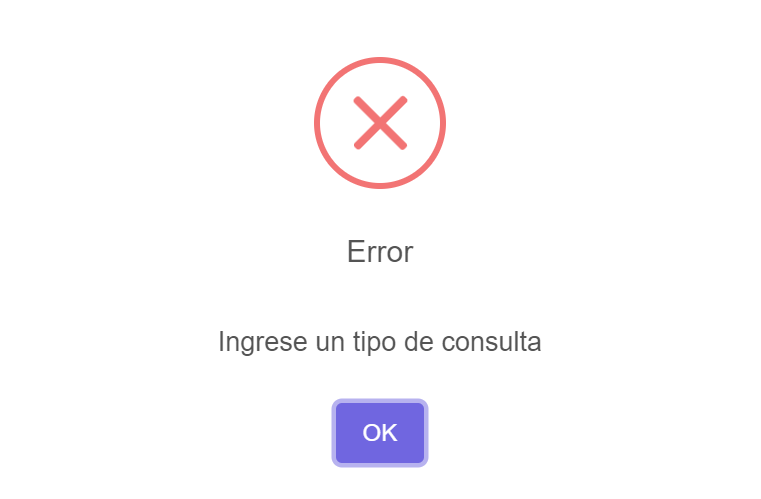 Error
Ingrese un tipo de consulta
OK